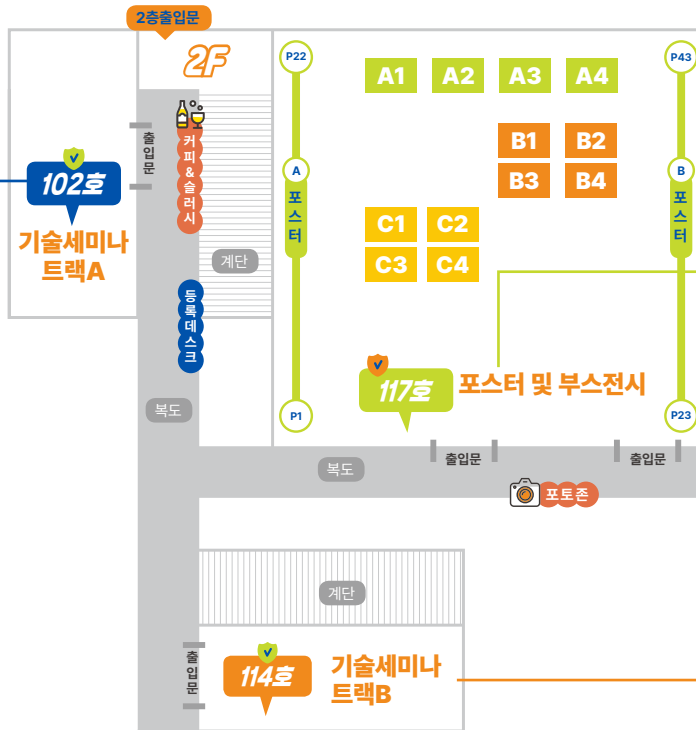 2층출입문
2F
P22
P43
A1
A2
A3
A4
출입문
커피&슬러시
B1
B2
102호
A
포스터
B
포스터
B3
B4
기술세미나
트랙A
C1
C2
계단
C3
C4
등록데스크
117호
포스터 및 부스전시
복도
P1
P23
출입문
출입문
복도
포토존
계단
출입문
114호
기술세미나
트랙B